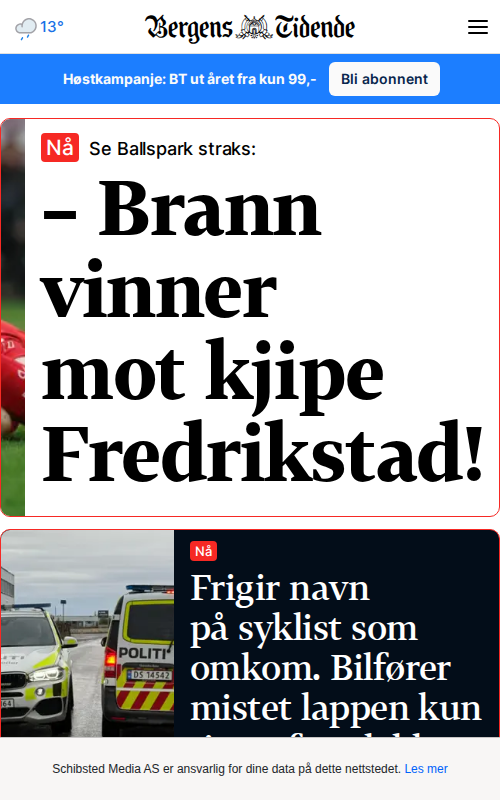 13°
Bergens Tidende
Høstkampanje: BT ut året fra kun 99,-
Bli abonnent
Nå Se Ballspark straks:
– Brann
vinner
mot kjipe
Fredrikstad!
Nå
Frigir navn
på syklist som
omkom. Bilfører
mistet lappen kun
POLITI
DS 14542
Schibsted Media AS er ansvarlig for dine data på dette nettstedet. Les mer